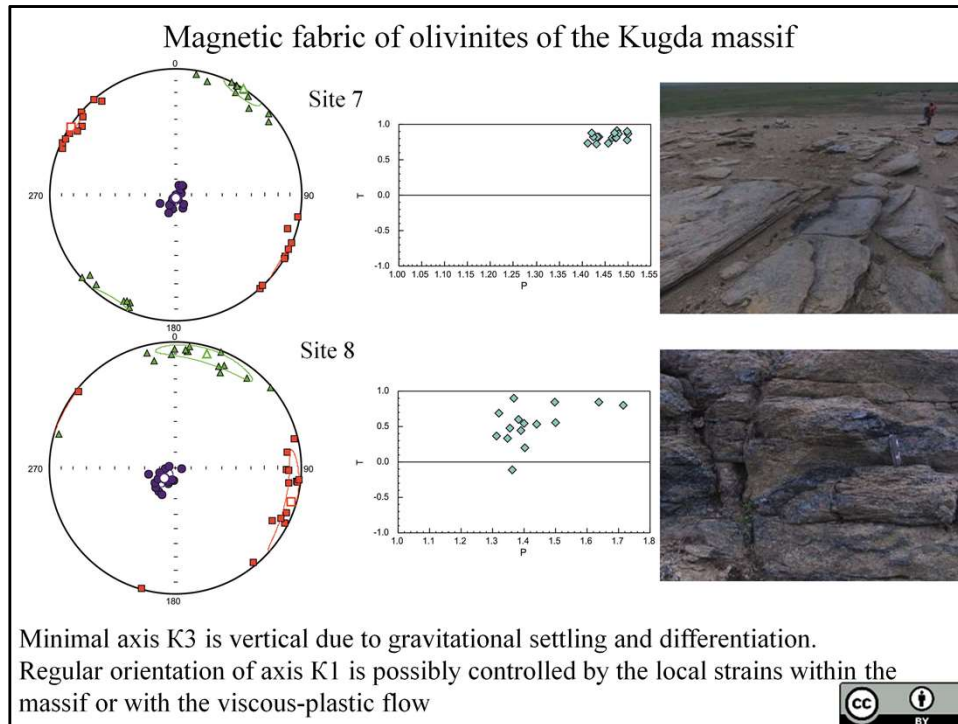 Magnetic fabric of olivinites of the Kugda massif
0
Site 7
270
90
180
1.0
0.5
0.0
0.5
-1.0
T
1.00 1.05 1.10 1.15 1.20 1.25 1.30 1.35 1.40 1.45 1.50 1.55
P
0
Site 8
270
90
180
1.0
0.5
0.0
0.5
-1.0
T
1.0 1.1 1.2 1.3 1.4 1.5 1.6 1.7 1.8
P
Minimal axis K3 is vertical due to gravitational settling and differentiation.
Regular orientation of axis K1 is possibly controlled by the local strains within the
massif or with the viscous-plastic flow
cc
BY